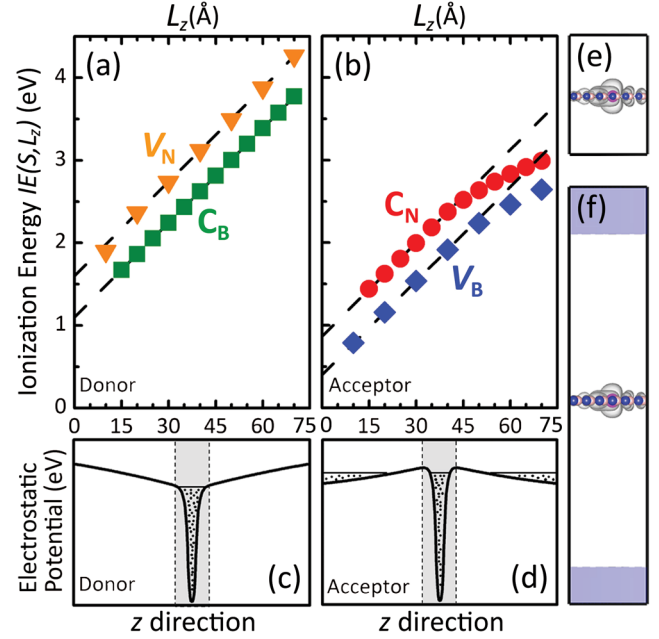 L_z(Å) L_z(Å)
(a) (b) (e)
Ionization Energy IE(S,L_z) (eV)
4
3
2
1
0
V_N
C_B
C_N
V_B
(f)
Donor Acceptor
0 15 30 45 60 75 0 15 30 45 60 75
Electrostatic
Potential (eV)
Donor (c) Acceptor (d)
z direction z direction